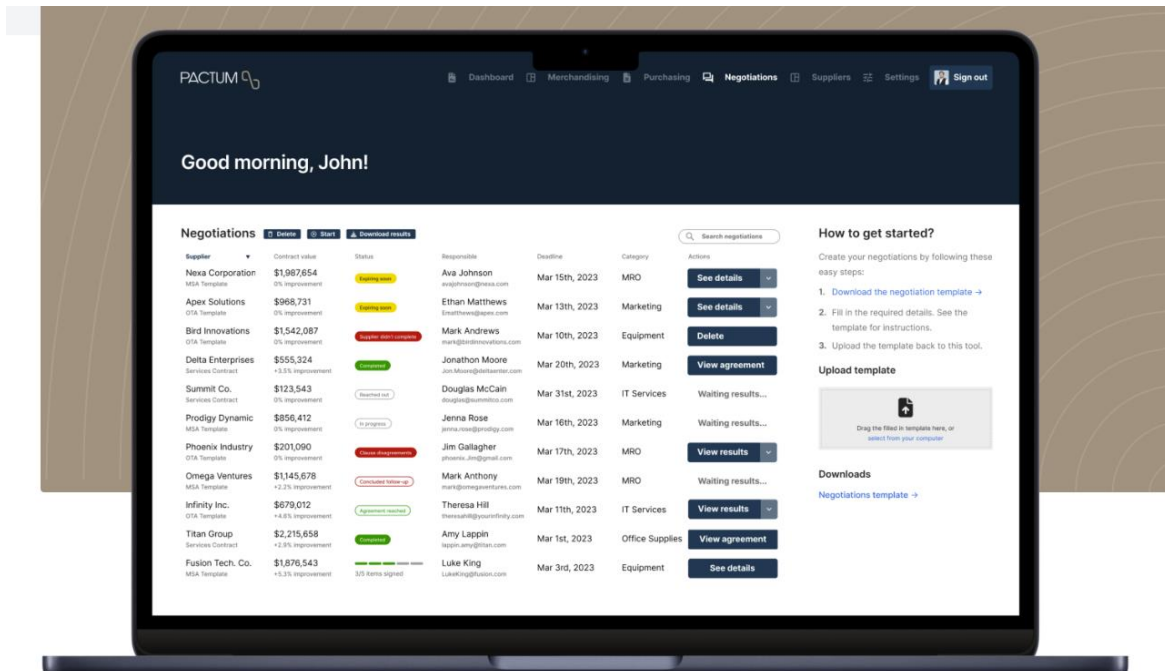 PACTUM
Dashboard Merchandising Purchasing Negotiations Suppliers Settings Sign out
Good morning, John!
Negotiations Delete Start Download results
Search negotiations
Supplier Contract value Status Responsible Deadline Category Actions
Nexa Corporation $1,987,654 Ava Johnson
MSA Template 0% improvement Expiring soon avajohnson@nexa.com Mar 15th, 2023 MRO See details
Apex Solutions $968,731 Ethan Matthews
OTA Template 0% improvement Expiring soon Ematthews@apex.com Mar 13th, 2023 Marketing See details
Bird Innovations $1,542,087 Mark Andrews
OTA Template 0% improvement Supplier didn't complete mark@birdinnovations.com Mar 10th, 2023 Equipment Delete
Delta Enterprises $555,324 Jonathon Moore
Services Contract +3.5% improvement Completed Jon.Moore@deltaenter.com Mar 20th, 2023 Marketing View agreement
Summit Co. $123,543 Douglas McCain
Services Contract 0% improvement Reached out douglas@summitco.com Mar 31st, 2023 IT Services Waiting results...
Prodigy Dynamic $856,412 Jenna Rose
MSA Template 0% improvement In progress jenna.rose@prodigy.com Mar 16th, 2023 Marketing Waiting results...
Phoenix Industry $201,090 Jim Gallagher
OTA Template 0% improvement Clause disagreements phoenix.Jim@gmail.com Mar 17th, 2023 MRO View results
Omega Ventures $1,145,678 Mark Anthony
MSA Template +2.2% improvement Concluded follow-up mark@omegaventures.com Mar 19th, 2023 MRO Waiting results...
Infinity Inc. $679,012 Theresa Hill
OTA Template +4.8% improvement Agreement reached theresahill@yourinfinity.com Mar 11th, 2023 IT Services View results
Titan Group $2,215,658 Amy Lappin
Services Contract +2.9% improvement Completed lappin.amy@titan.com Mar 1st, 2023 Office Supplies View agreement
Fusion Tech. Co. $1,876,543 Luke King
MSA Template +5.3% improvement 3/5 items signed LukeKing@fusion.com Mar 3rd, 2023 Equipment See details
How to get started?
Create your negotiations by following these
easy steps:
1. Download the negotiation template →
2. Fill in the required details. See the
template for instructions.
3. Upload the template back to this tool.
Upload template
Drag the filled in template here, or
select from your computer
Downloads
Negotiations template →